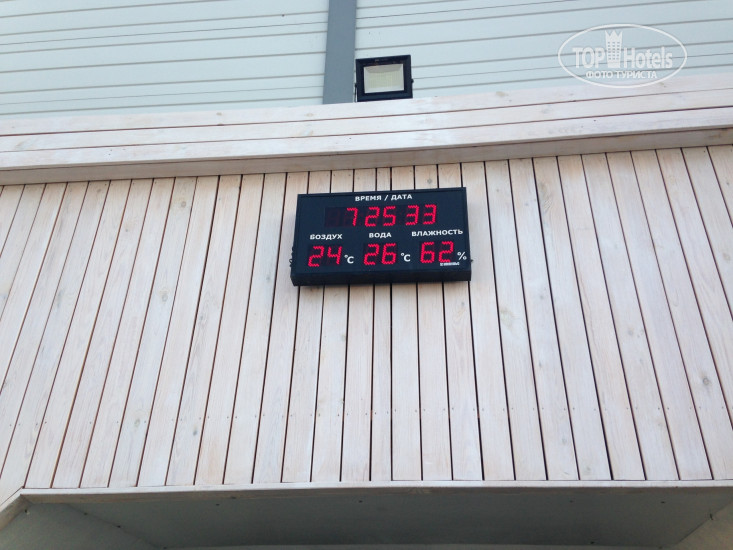 TOP Hotels
ФОТО ТУРИСТА
ВРЕМЯ / ДАТА
7 25 33
ВОЗДУХ ВОДА ВЛАЖНОСТЬ
24 °C 26 °C 62 %